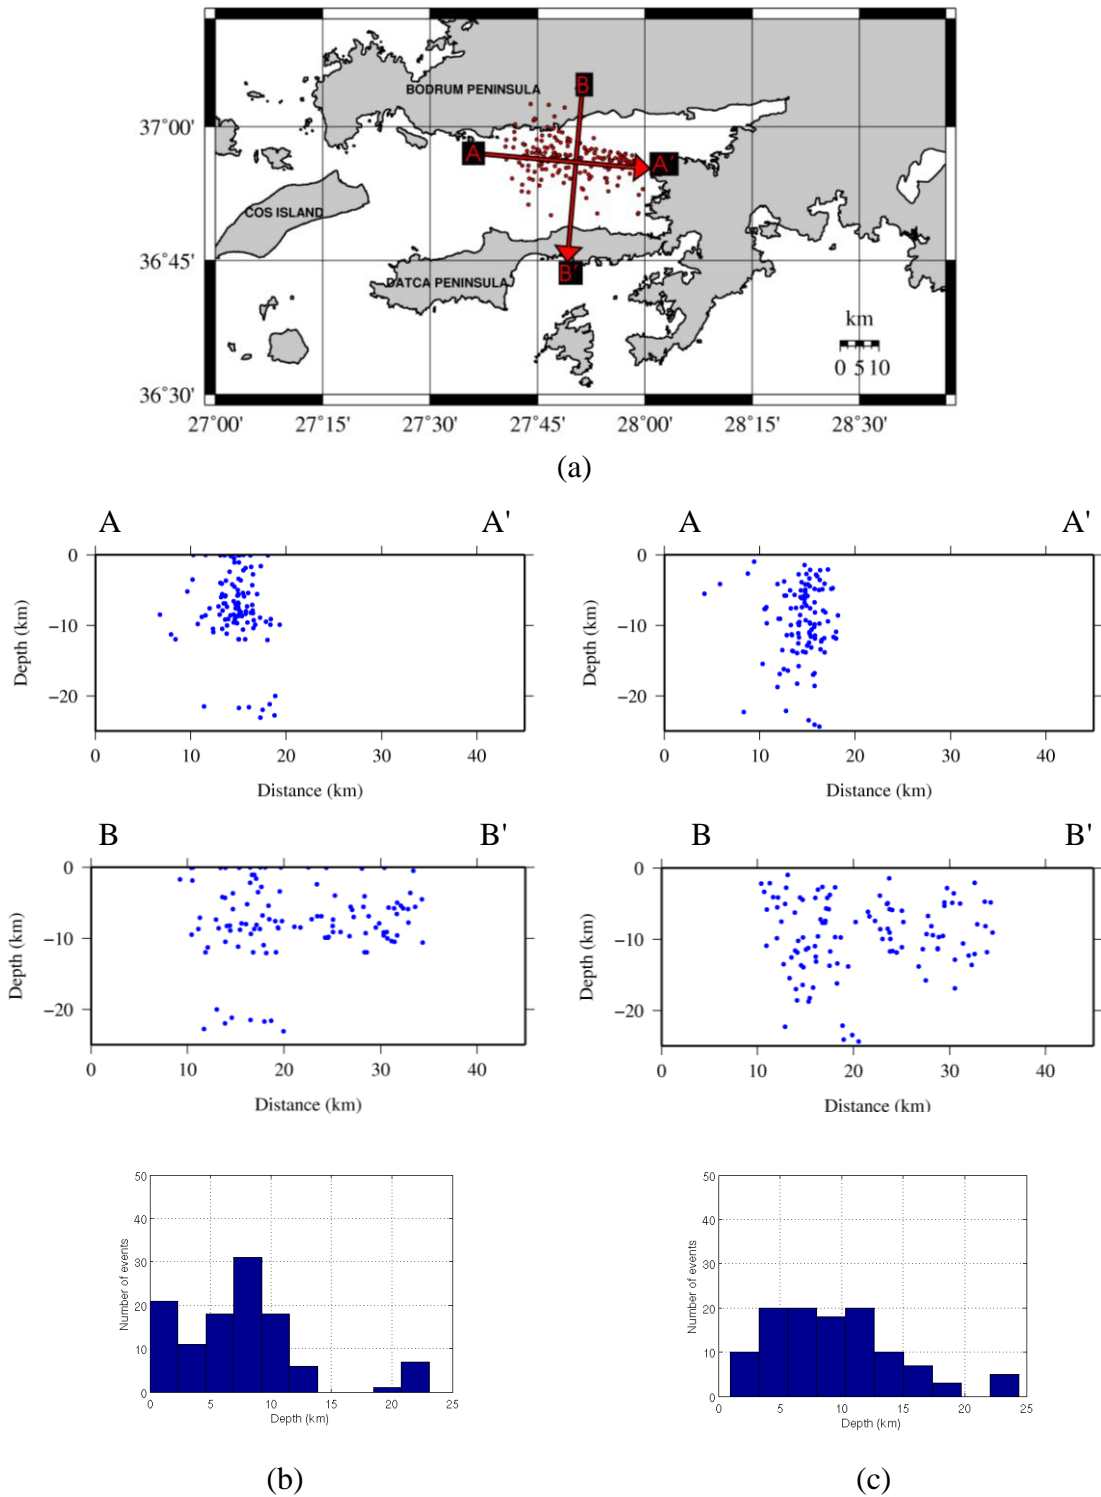 BODRUM PENINSULA
B
37°00'
A
A'
COS ISLAND
36°45'
DATCA PENINSULA
B'
km
0 5 10
36°30'
27°00' 27°15' 27°30' 27°45' 28°00' 28°15' 28°30'
(a)
A A'
0
−10
−20
Depth (km)
0 10 20 30 40
Distance (km)
A A'
0
−10
−20
Depth (km)
0 10 20 30 40
Distance (km)
B B'
0
−10
−20
Depth (km)
0 10 20 30 40
Distance (km)
B B'
0
−10
−20
Depth (km)
0 10 20 30 40
Distance (km)
50
40
30
20
10
0
Number of events
0 5 10 15 20 25
Depth (km)
50
40
30
20
10
0
Number of events
0 5 10 15 20 25
Depth (km)
(b) (c)